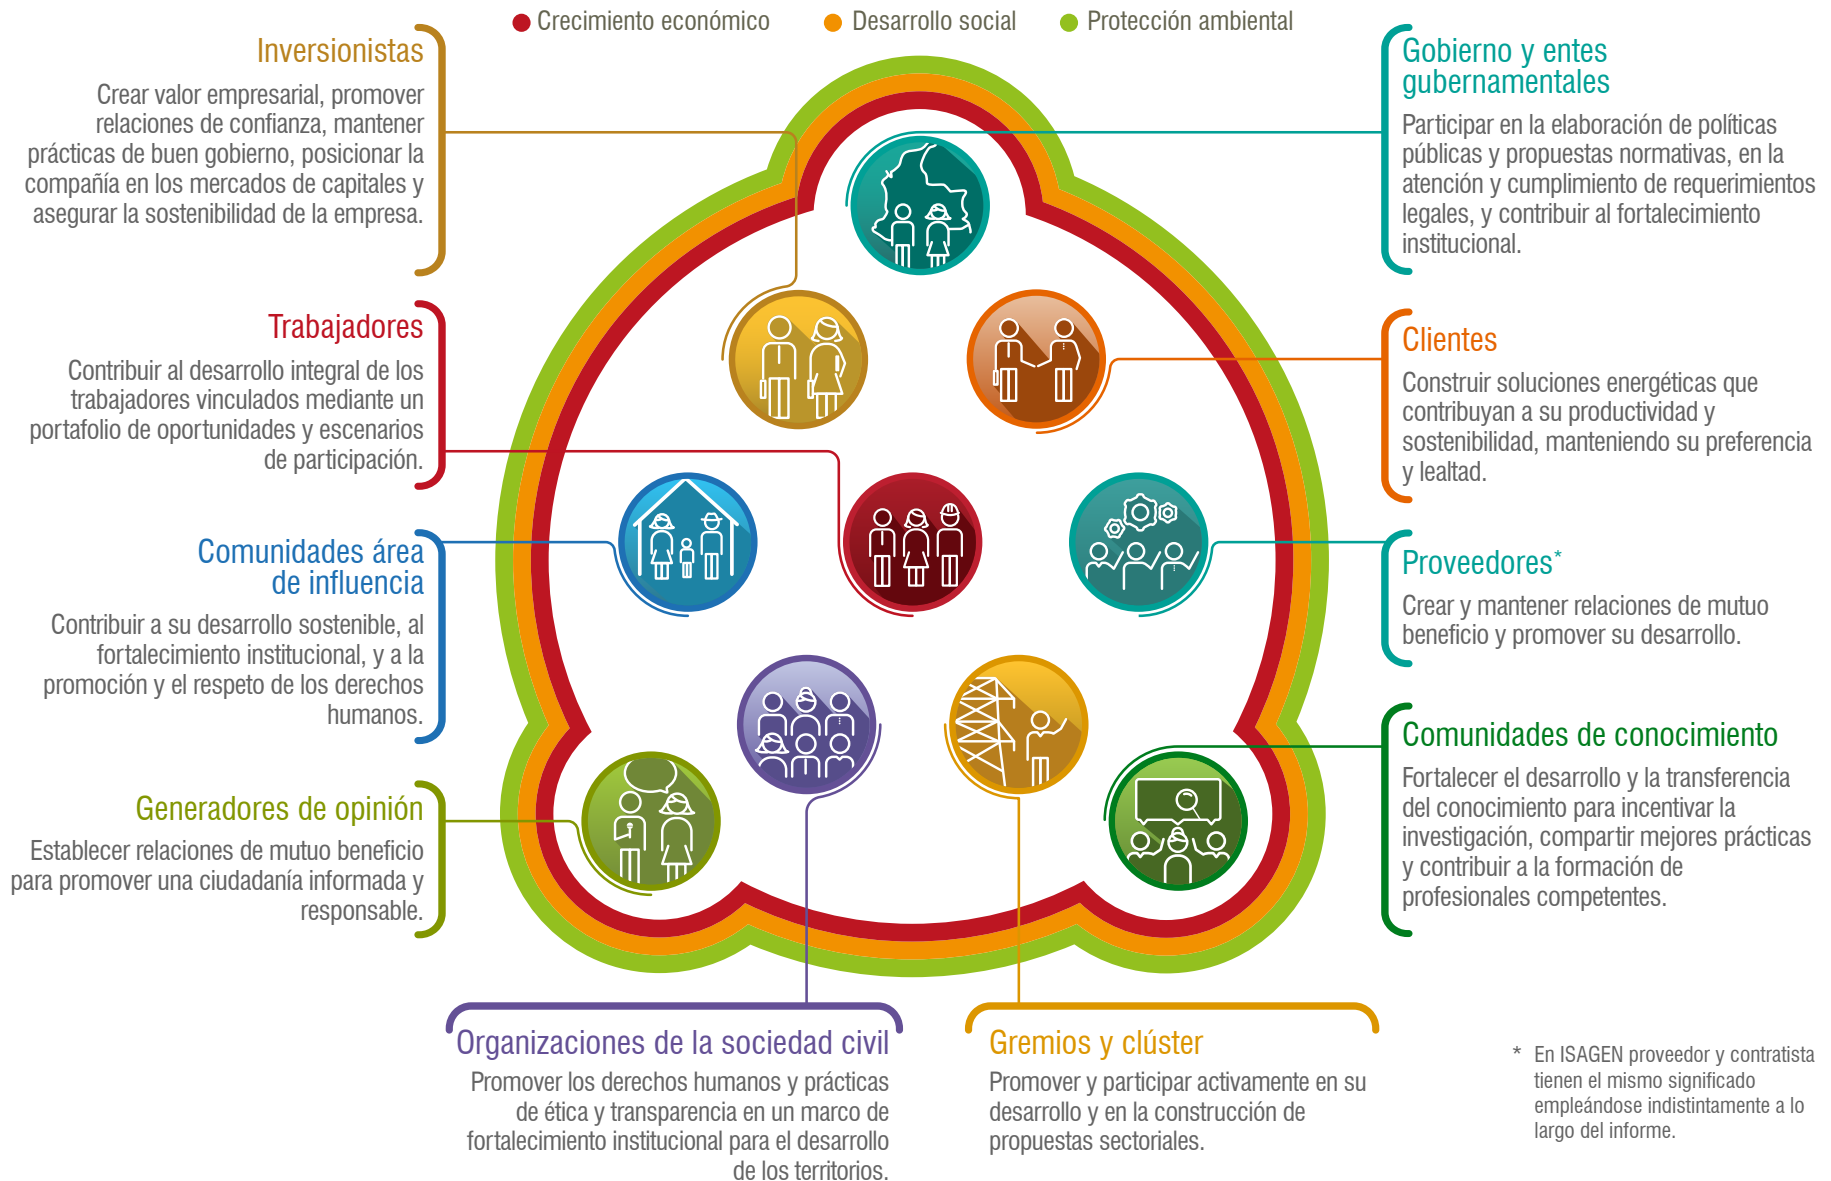 Crecimiento económico
Desarrollo social
Protección ambiental
Inversionistas
Crear valor empresarial, promover
relaciones de confianza, mantener
prácticas de buen gobierno, posicionar la
compañía en los mercados de capitales y
asegurar la sostenibilidad de la empresa.
Trabajadores
Contribuir al desarrollo integral de los
trabajadores vinculados mediante un
portafolio de oportunidades y escenarios
de participación.
Comunidades área
de influencia
Contribuir a su desarrollo sostenible, al
fortalecimiento institucional, y a la
promoción y el respeto de los derechos
humanos.
Generadores de opinión
Establecer relaciones de mutuo beneficio
para promover una ciudadanía informada y
responsable.
Gobierno y entes
gubernamentales
Participar en la elaboración de políticas
públicas y propuestas normativas, en la
atención y cumplimiento de requerimientos
legales, y contribuir al fortalecimiento
institucional.
Clientes
Construir soluciones energéticas que
contribuyan a su productividad y
sostenibilidad, manteniendo su preferencia
y lealtad.
Proveedores*
Crear y mantener relaciones de mutuo
beneficio y promover su desarrollo.
Comunidades de conocimiento
Fortalecer el desarrollo y la transferencia
del conocimiento para incentivar la
investigación, compartir mejores prácticas
y contribuir a la formación de
profesionales competentes.
Organizaciones de la sociedad civil
Promover los derechos humanos y prácticas
de ética y transparencia en un marco de
fortalecimiento institucional para el desarrollo
de los territorios.
Gremios y clúster
Promover y participar activamente en su
desarrollo y en la construcción de
propuestas sectoriales.
* En ISAGEN proveedor y contratista
tienen el mismo significado
empleándose indistintamente a lo
largo del informe.